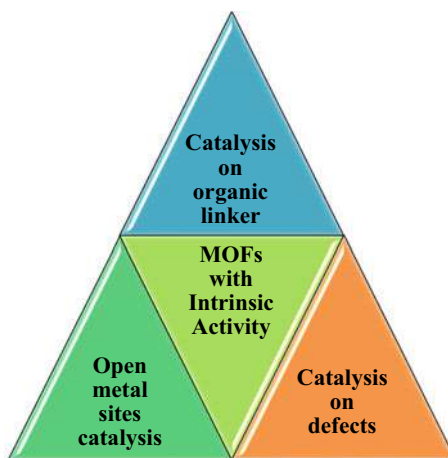 Catalysis
on
organic
linker
MOFs
with
Intrinsic
Activity
Open
metal
sites
catalysis
Catalysis
on
defects